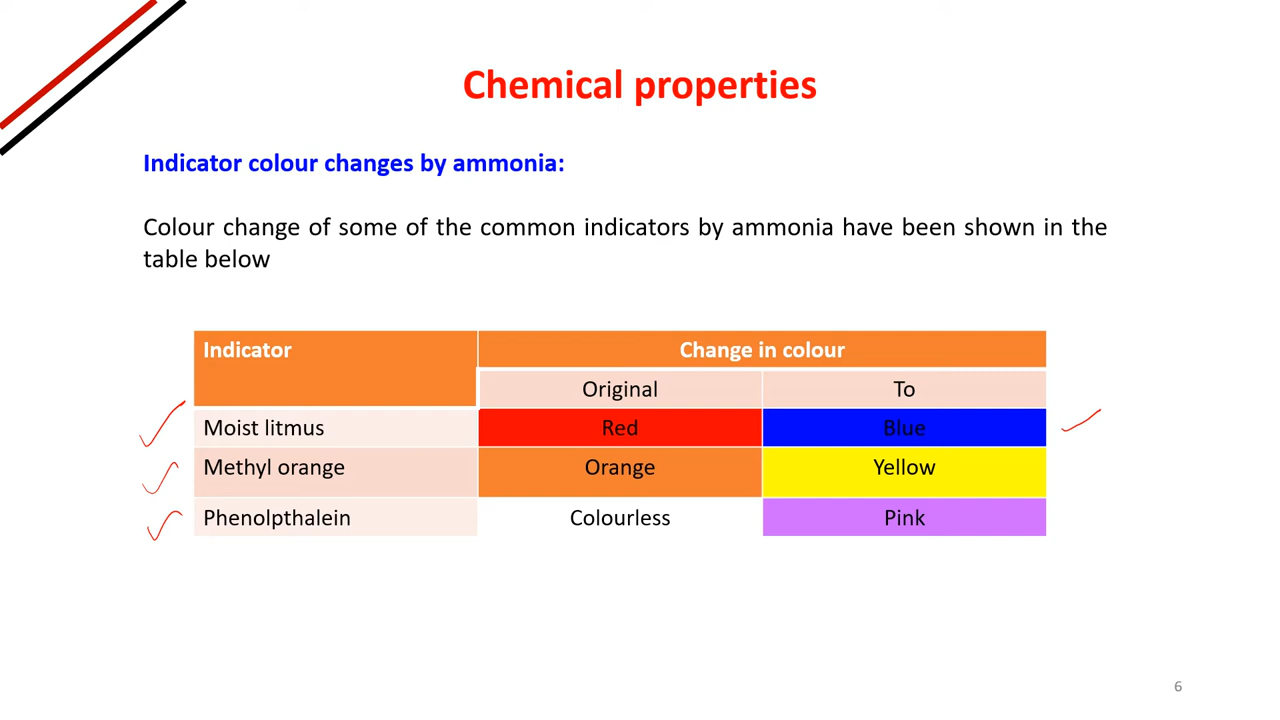 Chemical properties
Indicator colour changes by ammonia:
Colour change of some of the common indicators by ammonia have been shown in the
table below
Indicator Change in colour
Original To
Moist litmus Red Blue
Methyl orange Orange Yellow
Phenolpthalein Colourless Pink
6